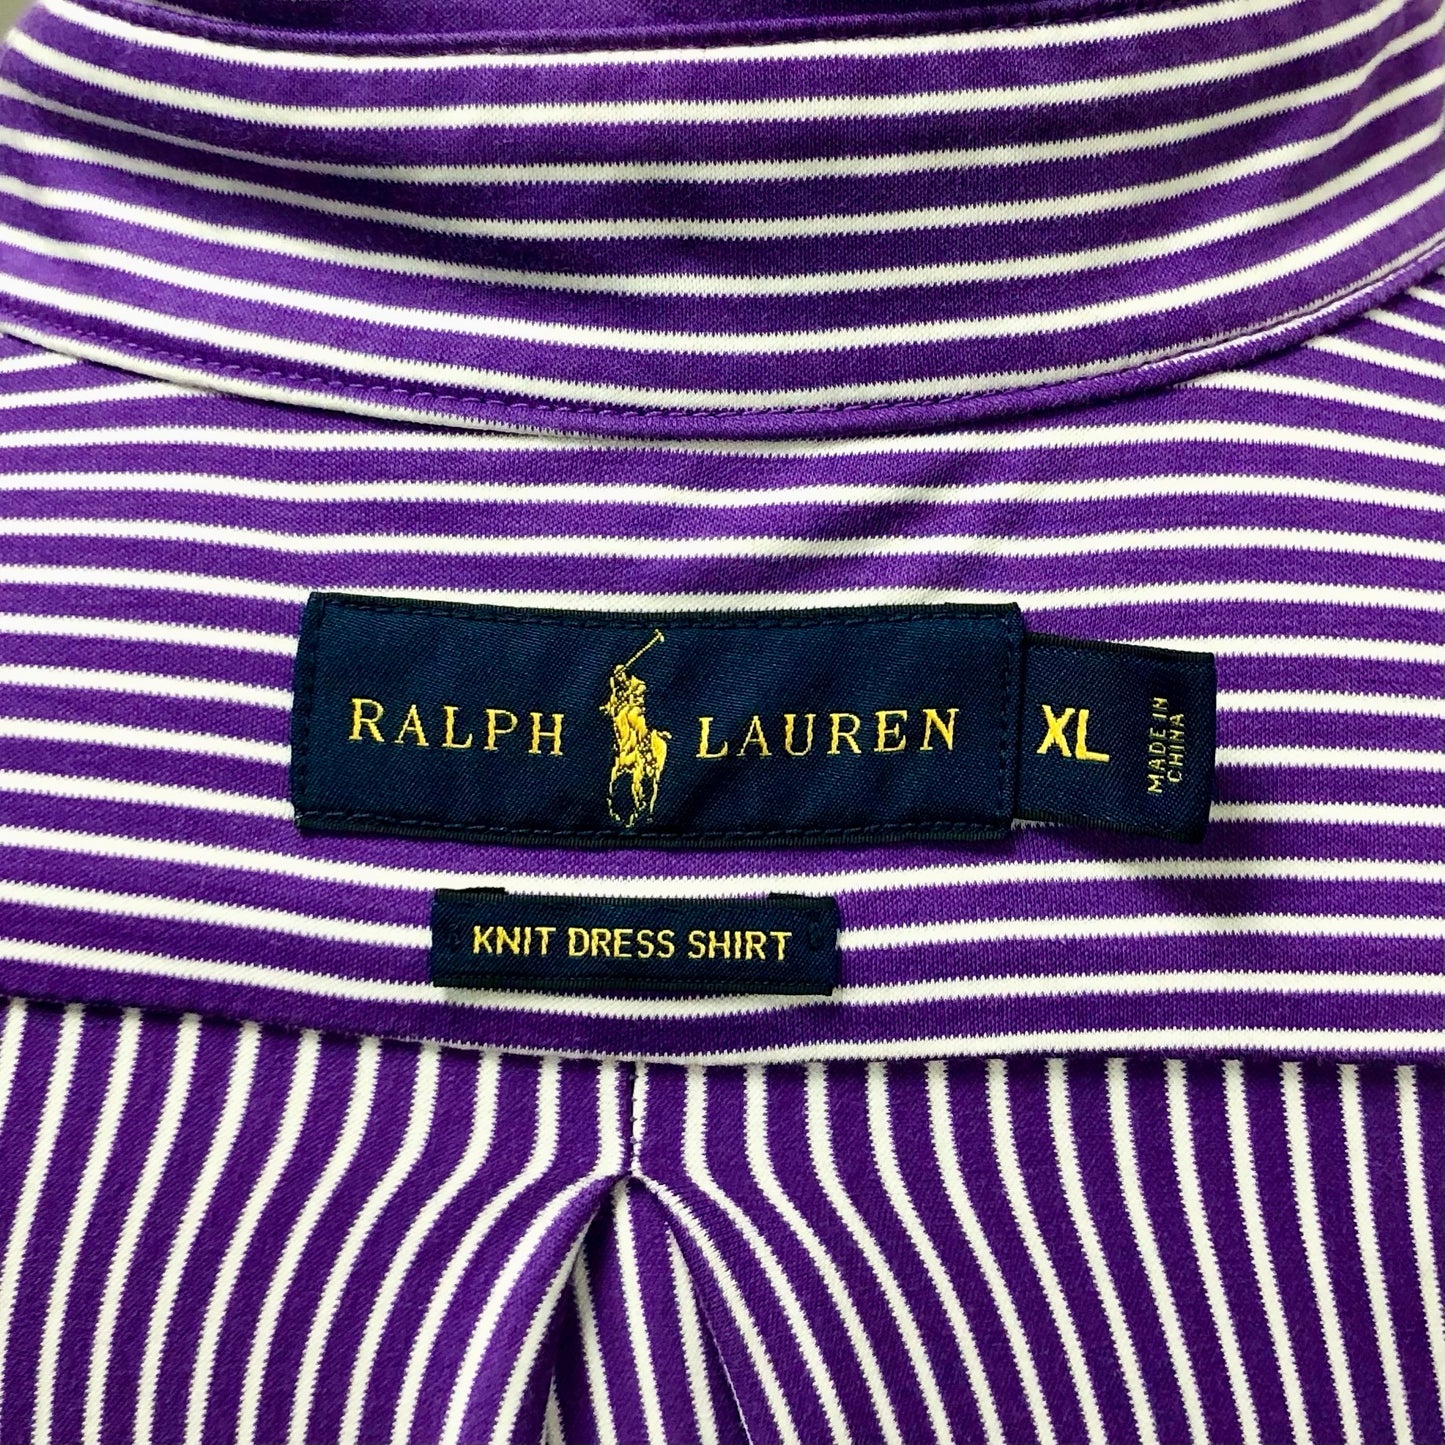 RALPH LAUREN
XL
MADE IN
CHINA
KNIT DRESS SHIRT